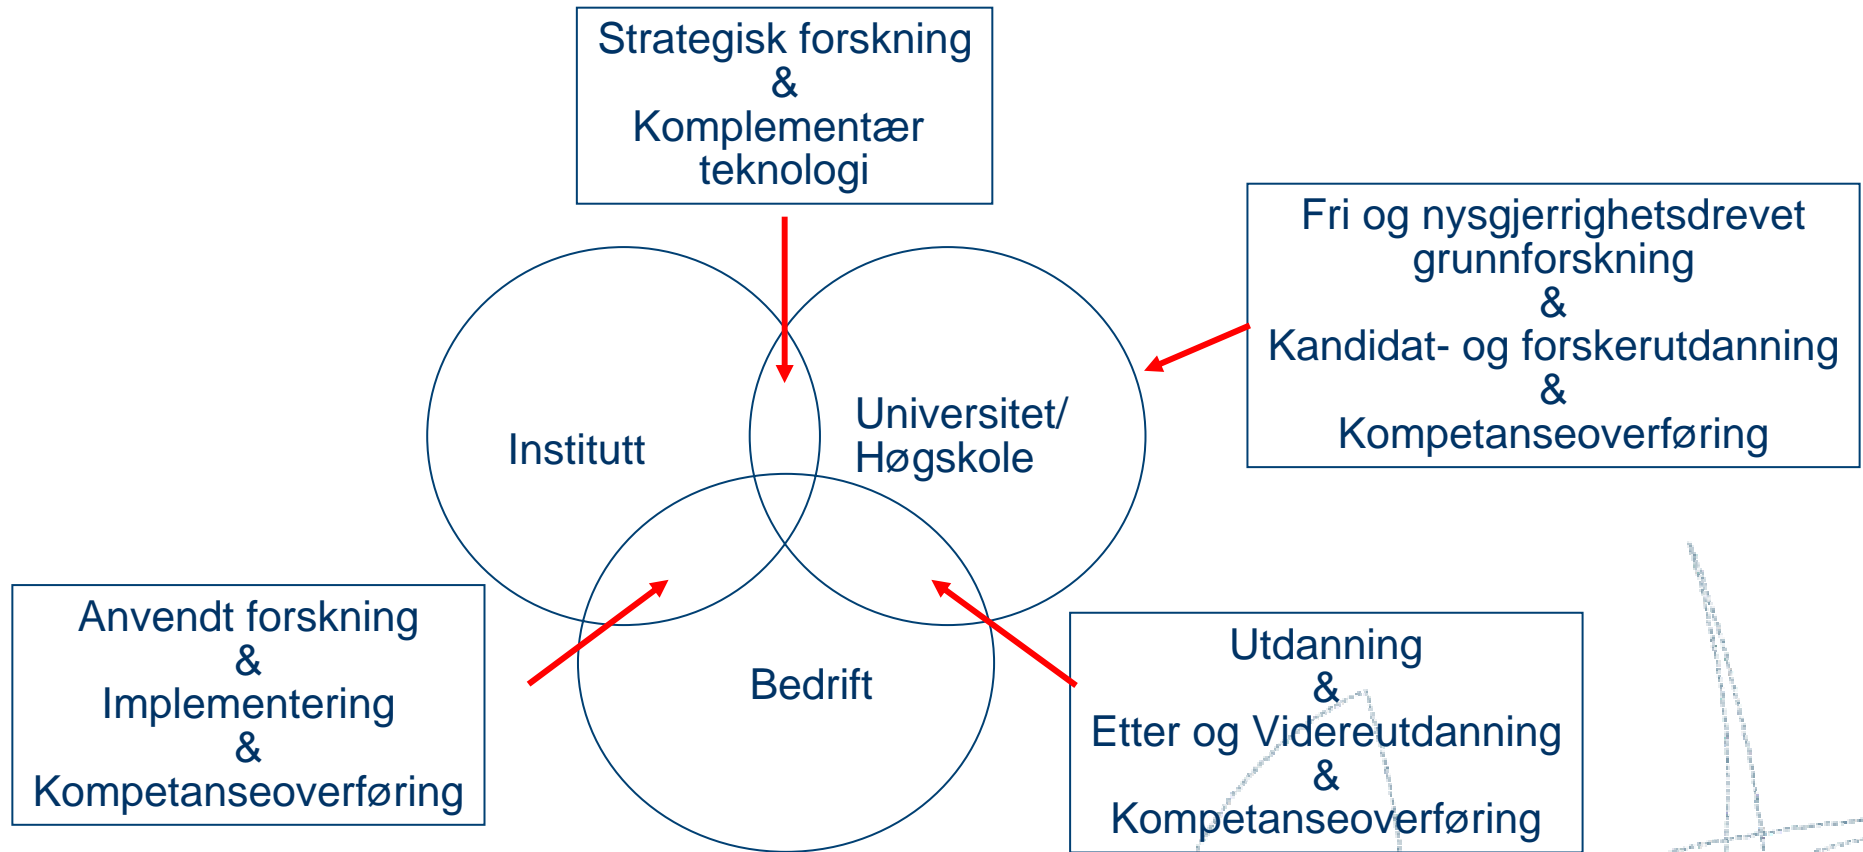 Strategisk forskning
&
Komplementær
teknologi
Fri og nysgjerrighetsdrevet
grunnforskning
&
Kandidat- og forskerutdanning
&
Kompetanseoverføring
Institutt
Universitet/
Høgskole
Bedrift
Anvendt forskning
&
Implementering
&
Kompetanseoverføring
Utdanning
&
Etter og Videreutdanning
&
Kompetanseoverføring